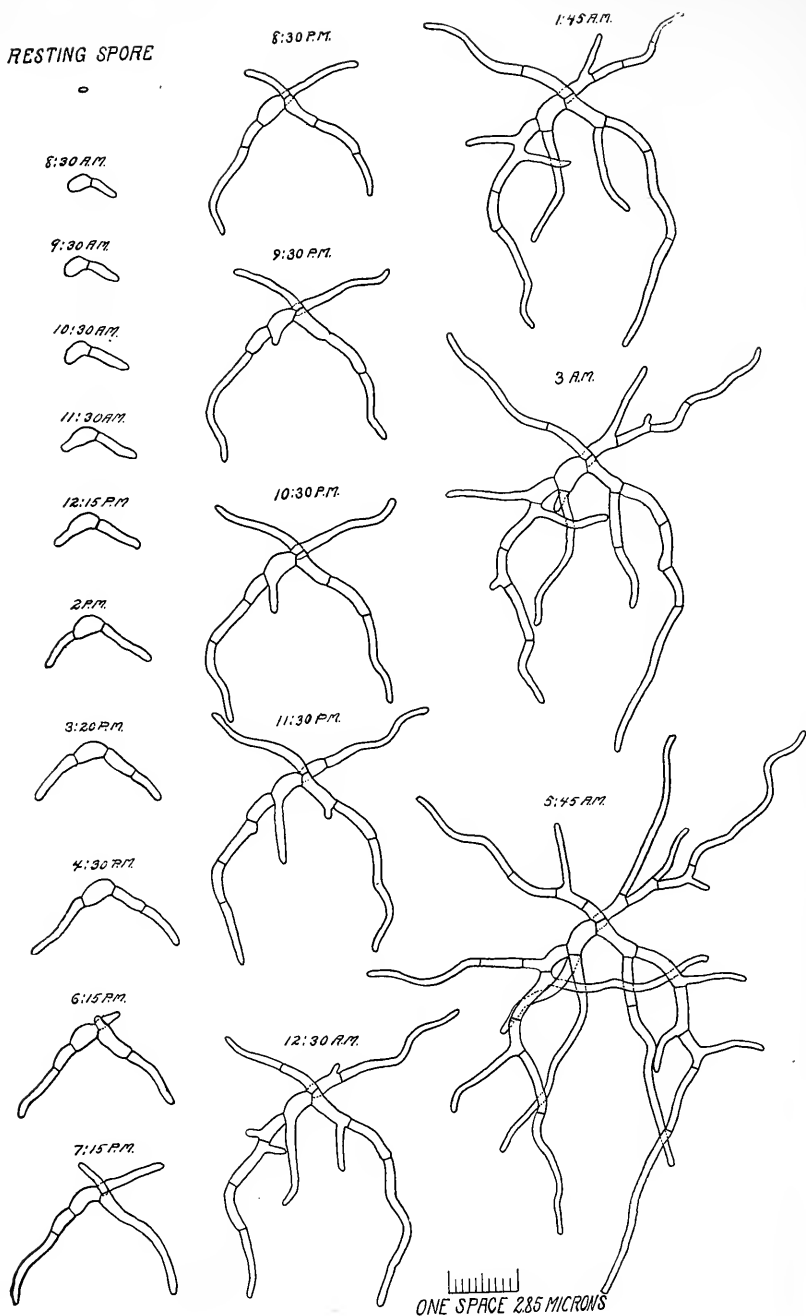 RESTING SPORE
8:30 A.M.
9:30 A.M.
10:30 A.M.
11:30 A.M.
12:15 P.M
2 P.M.
3:20 P.M.
4:30 P.M.
6:15 P.M.
7:15 P.M.
8:30 P.M.
9:30 P.M.
10:30 P.M.
11:30 P.M.
12:30 A.M.
1:45 A.M.
3 A.M.
5:45 A.M.
ONE SPACE 2.85 MICRONS